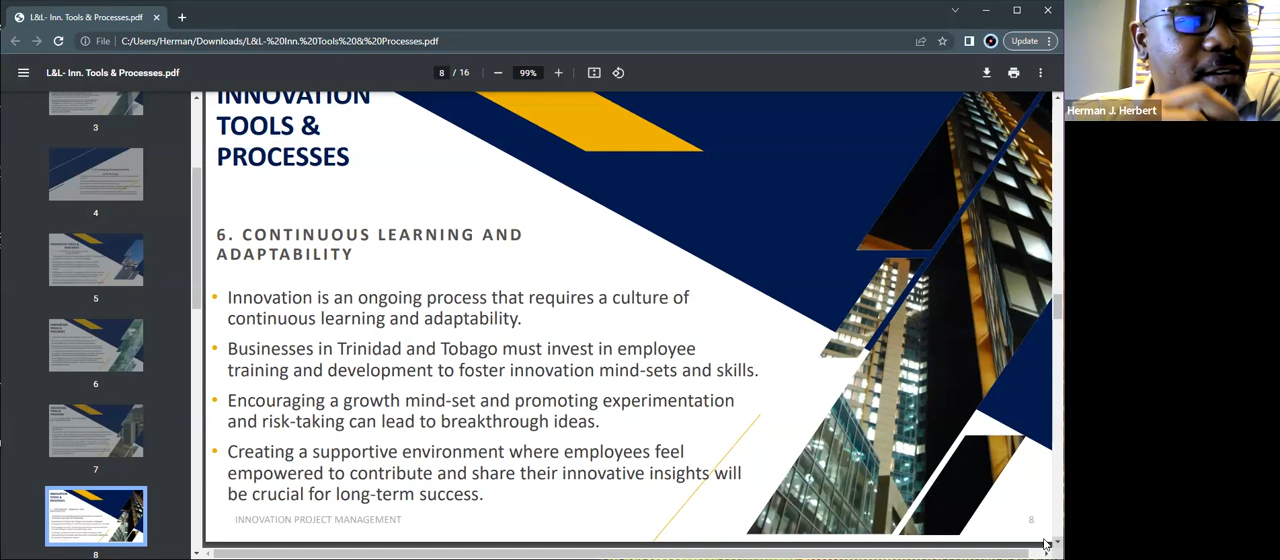 L&L- Inn. Tools & Processes.pdf
File
C:/Users/Herman/Downloads/L&L-%20Inn.%20Tools%20&%20Processes.pdf
Update
L&L- Inn. Tools & Processes.pdf
8 / 16
99%
Herman J. Herbert
3
4
5
6
7
8
INNOVATION
TOOLS &
PROCESSES
6. CONTINUOUS LEARNING AND
ADAPTABILITY
• Innovation is an ongoing process that requires a culture of
continuous learning and adaptability.
• Businesses in Trinidad and Tobago must invest in employee
training and development to foster innovation mind-sets and skills.
• Encouraging a growth mind-set and promoting experimentation
and risk-taking can lead to breakthrough ideas.
• Creating a supportive environment where employees feel
empowered to contribute and share their innovative insights will
be crucial for long-term success.
INNOVATION PROJECT MANAGEMENT
8